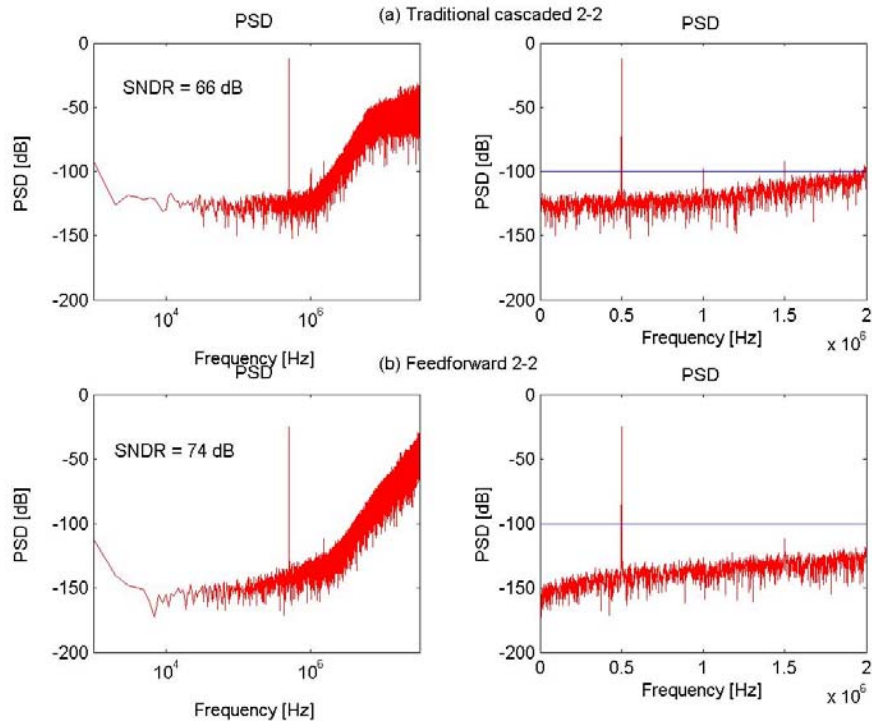 (a) Traditional cascaded 2-2
PSD
SNDR = 66 dB
PSD [dB]
0
-50
-100
-150
-200
10^4
10^6
Frequency [Hz]
PSD
PSD [dB]
0
-50
-100
-150
-200
0
0.5
1
1.5
2
x 10^6
Frequency [Hz]
(b) Feedforward 2-2
PSD
SNDR = 74 dB
PSD [dB]
0
-50
-100
-150
-200
10^4
10^6
Frequency [Hz]
PSD
PSD [dB]
0
-50
-100
-150
-200
0
0.5
1
1.5
2
x 10^6
Frequency [Hz]